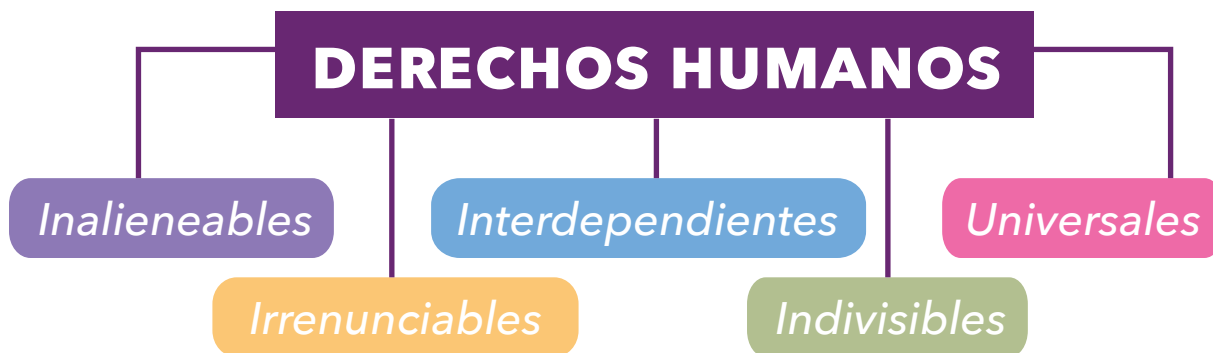 DERECHOS HUMANOS
Inalieneables
Interdependientes
Universales
Irrenunciables
Indivisibles